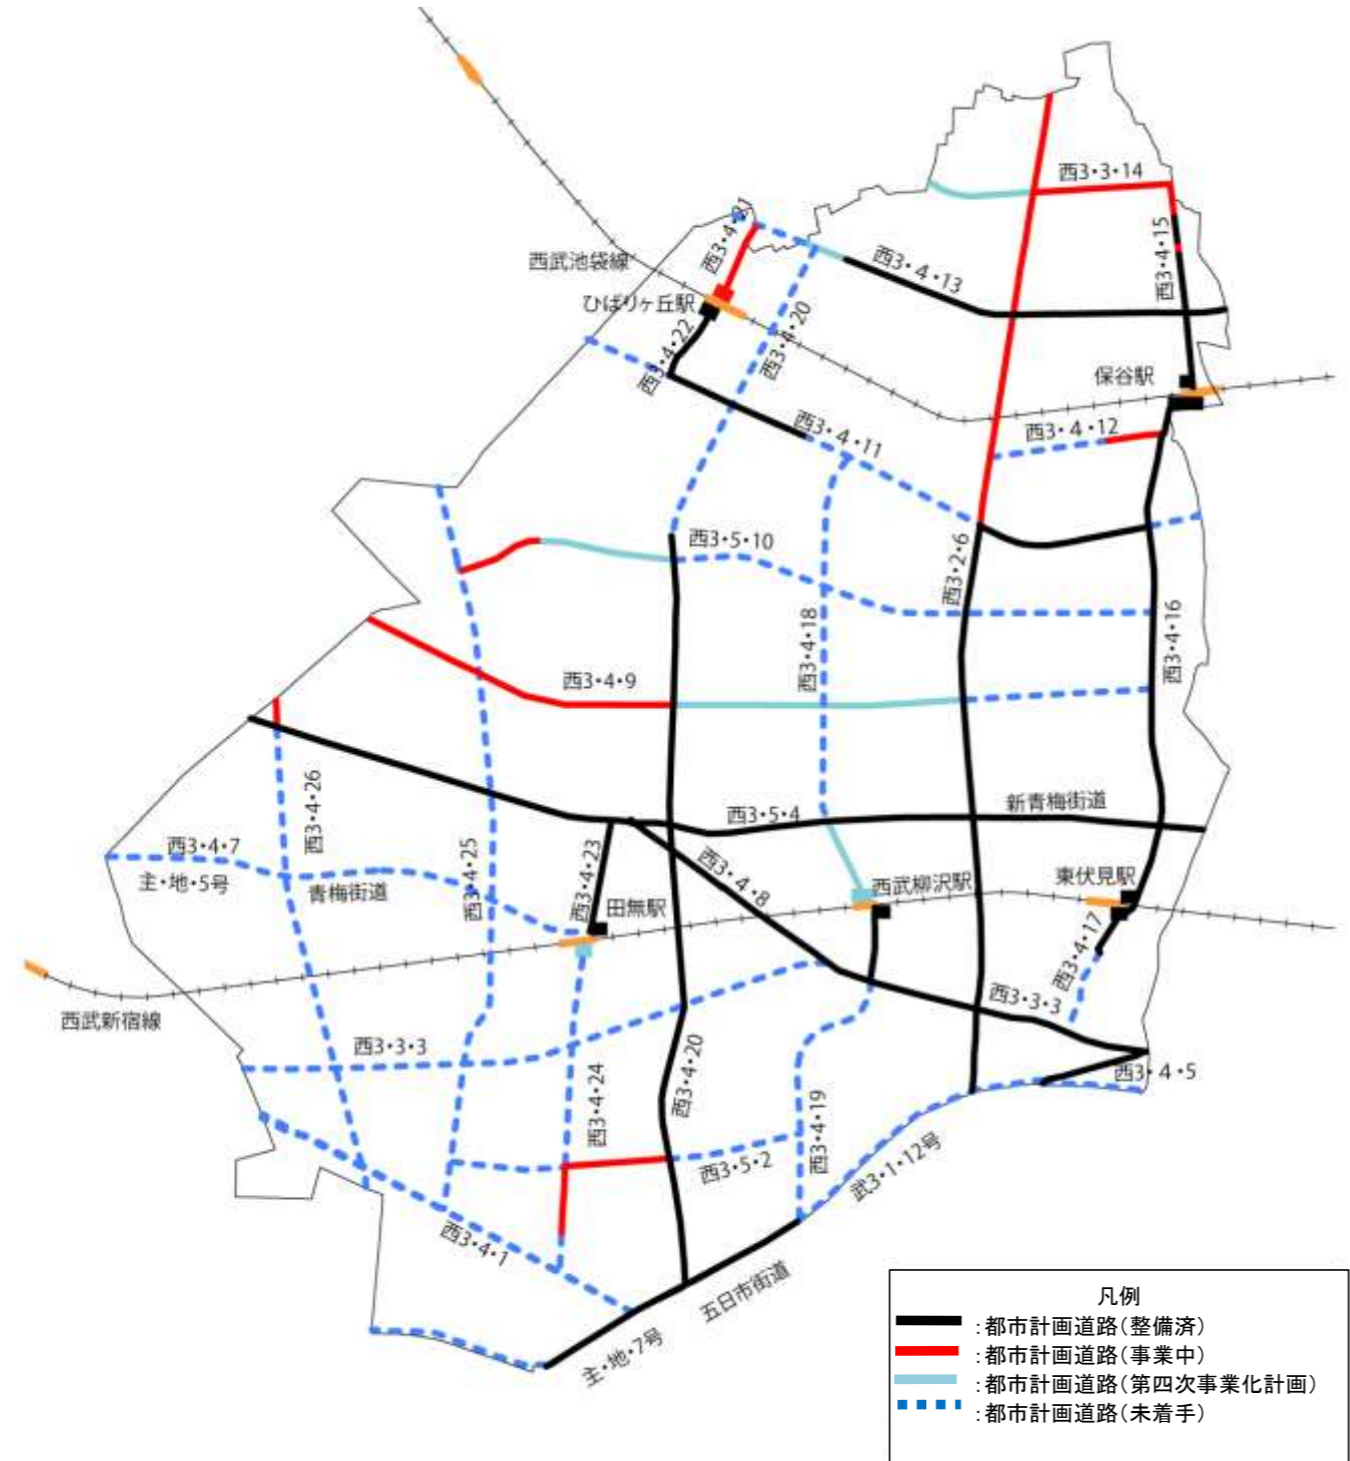 西3・3・14
西3・4・21
西3・4・15
西武池袋線
西3・4・13
ひばりヶ丘駅
西3・4・20
西3・4・22
保谷駅
西3・4・11
西3・4・12
西3・5・10
西3・2・6
西3・4・18
西3・4・16
西3・4・9
西3・4・26
新青梅街道
西3・5・4
西3・4・7
主・地・5号
青梅街道
西3・4・25
西3・4・23
西3・4・8
西武柳沢駅
東伏見駅
田無駅
西3・4・17
西武新宿線
西3・3・3
西3・3・3
西3・4・24
西3・4・20
西3・4・19
西3・4・5
西3・5・2
武3・1・12号
西3・4・1
五日市街道
主・地・7号
凡例
:都市計画道路(整備済)
:都市計画道路(事業中)
:都市計画道路(第四次事業化計画)
:都市計画道路(未着手)